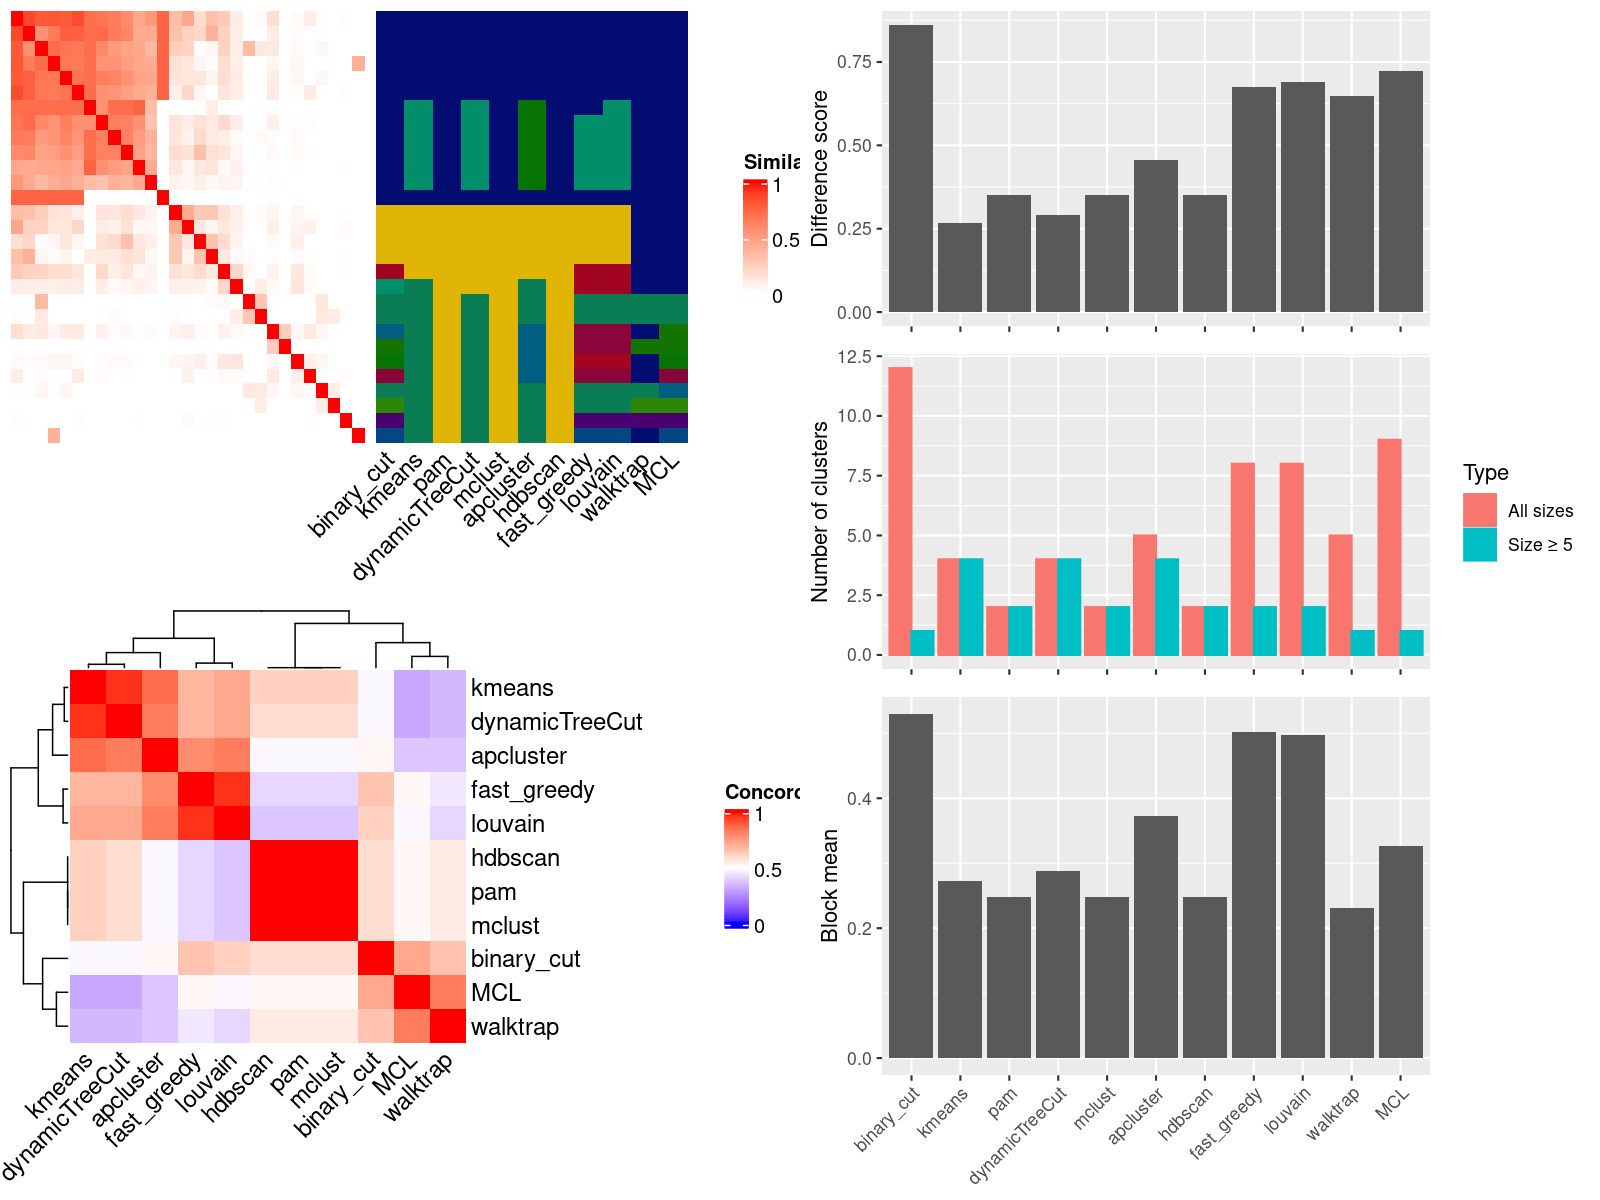 Simila
1
0.5
0
binary_cut
kmeans
pam
dynamicTreeCut
mclust
apcluster
hdbscan
fast_greedy
louvain
walktrap
MCL
kmeans
dynamicTreeCut
apcluster
fast_greedy
louvain
hdbscan
pam
mclust
binary_cut
MCL
walktrap
kmeans
dynamicTreeCut
apcluster
fast_greedy
louvain
hdbscan
pam
mclust
binary_cut
MCL
walktrap
Concord
1
0.5
0
Difference score
0.75
0.50
0.25
0.00
Number of clusters
12.5
10.0
7.5
5.0
2.5
0.0
Type
All sizes
Size ≥ 5
Block mean
0.4
0.2
0.0
binary_cut
kmeans
pam
dynamicTreeCut
mclust
apcluster
hdbscan
fast_greedy
louvain
walktrap
MCL